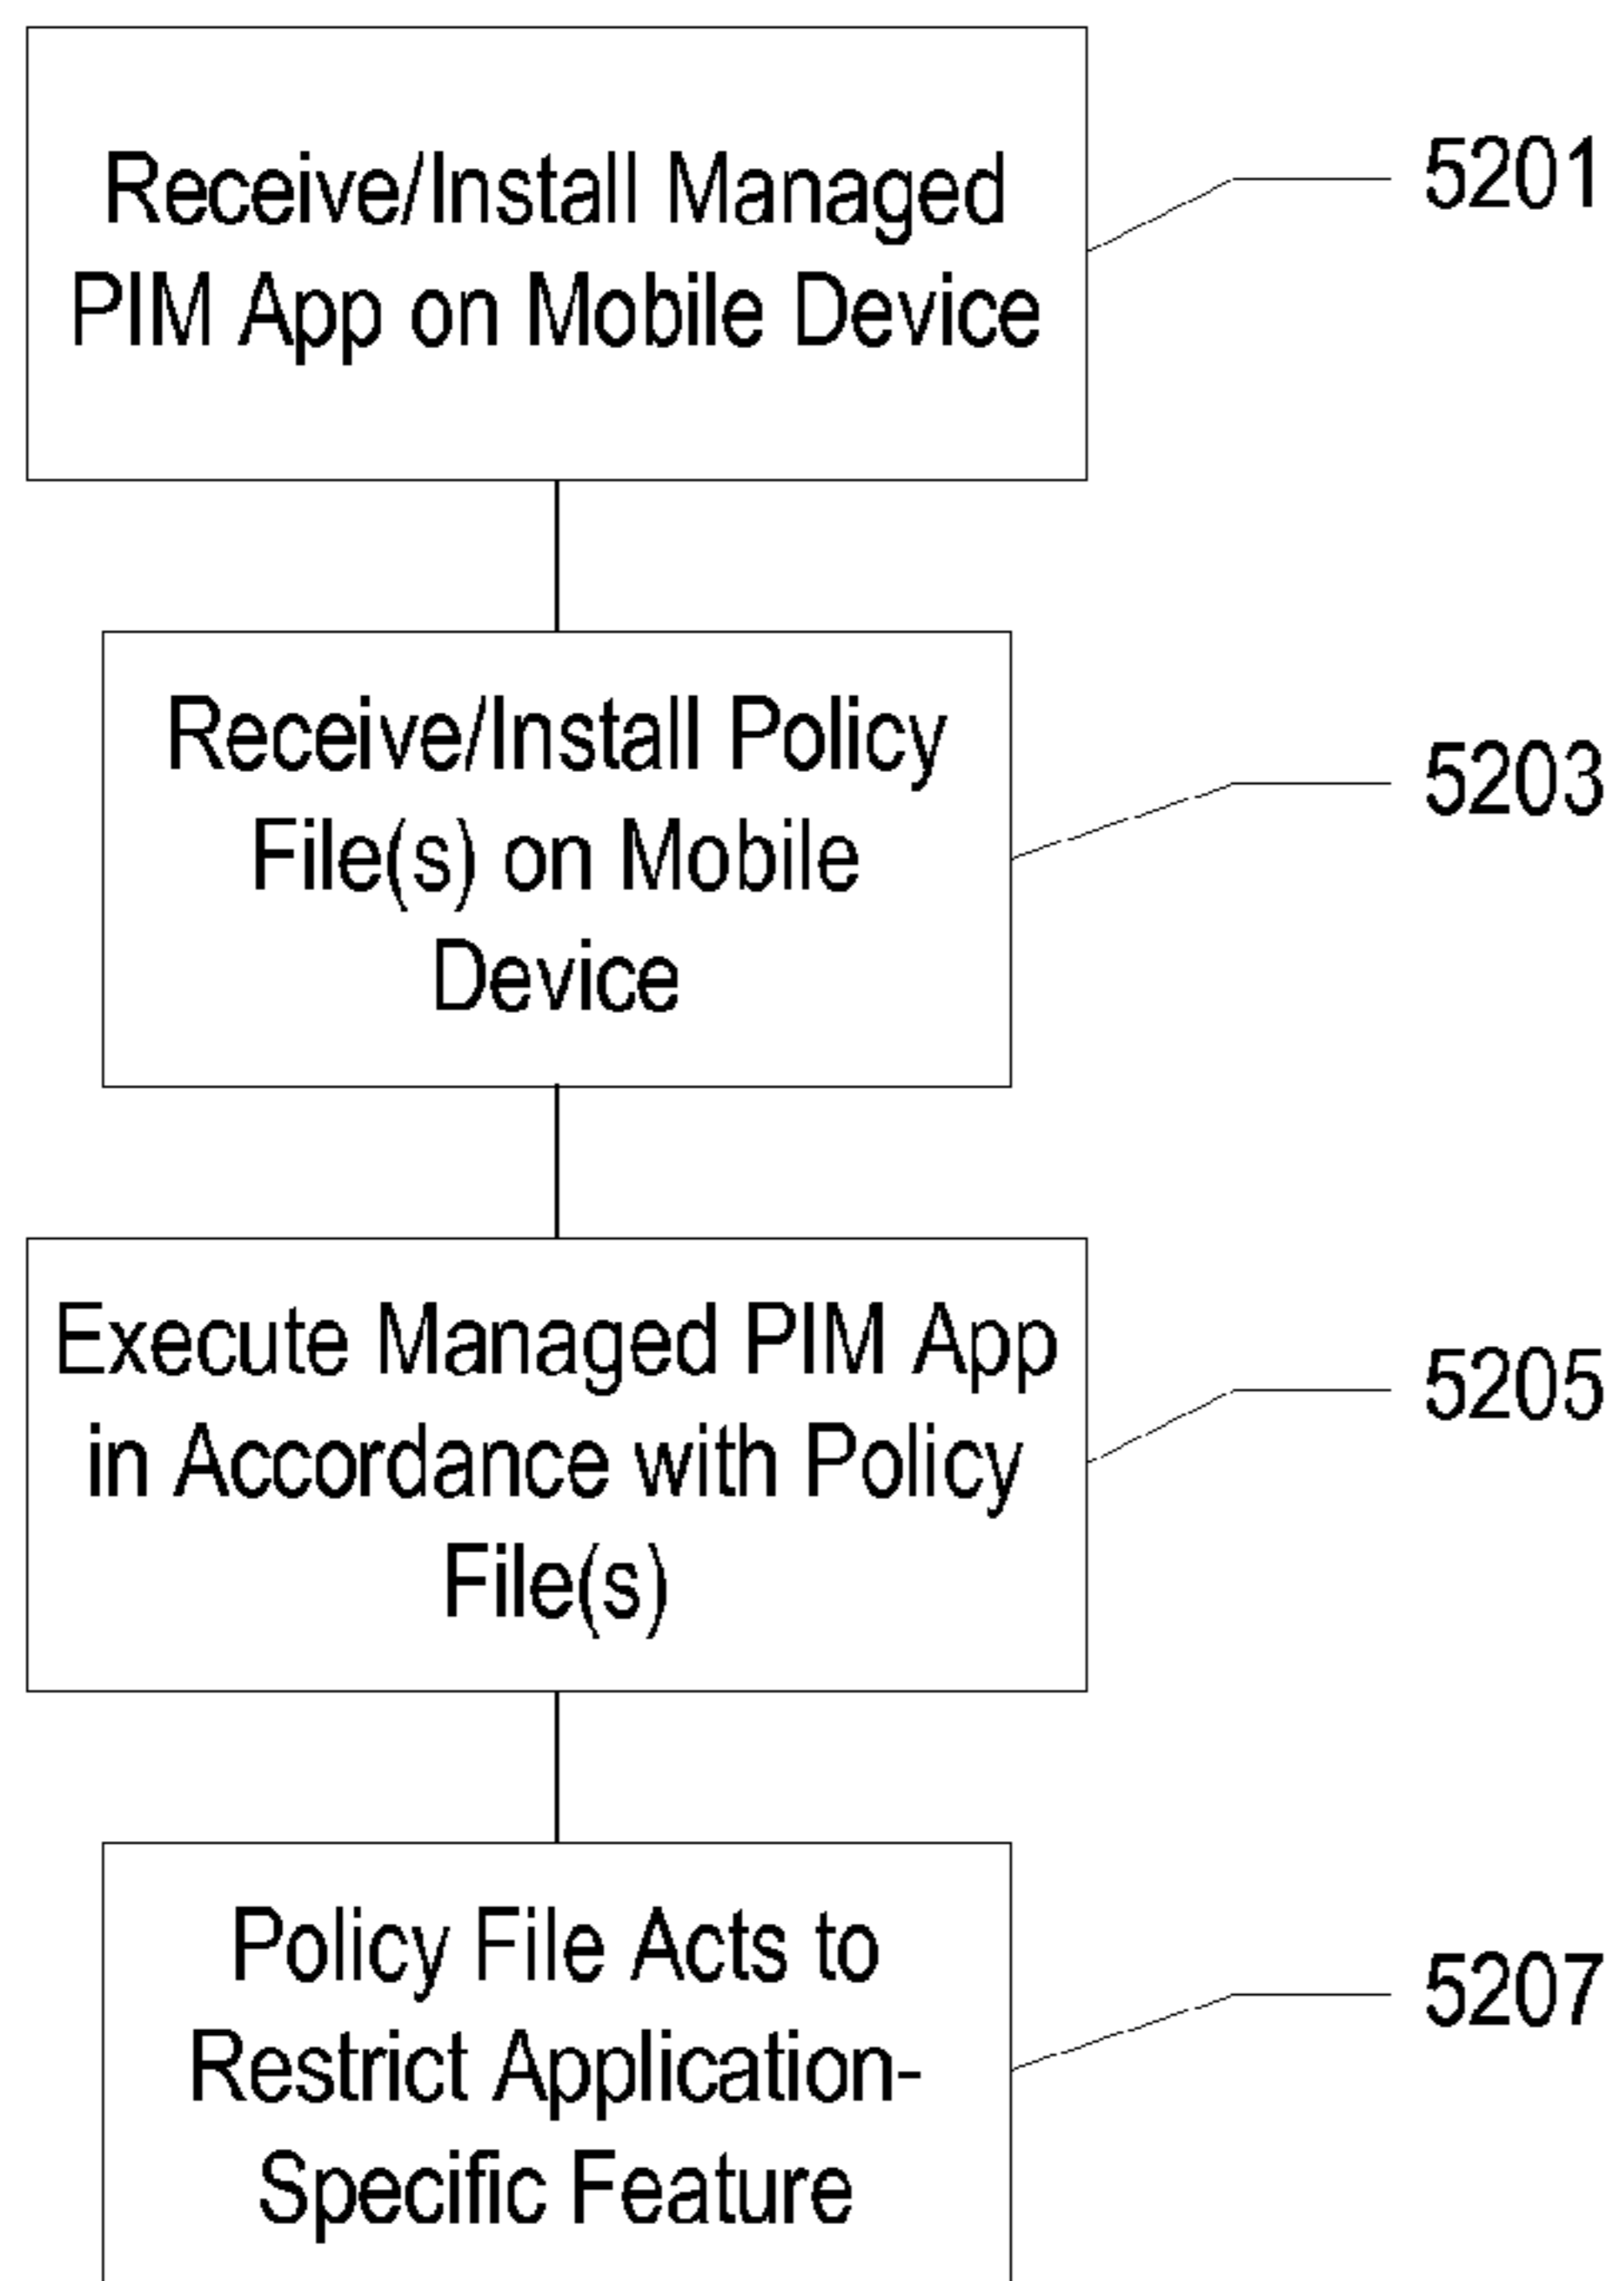 Receive/Install Managed
PIM App on Mobile Device
5201
Receive/Install Policy
File(s) on Mobile
Device
5203
Execute Managed PIM App
in Accordance with Policy
File(s)
5205
Policy File Acts to
Restrict Application-
Specific Feature
5207